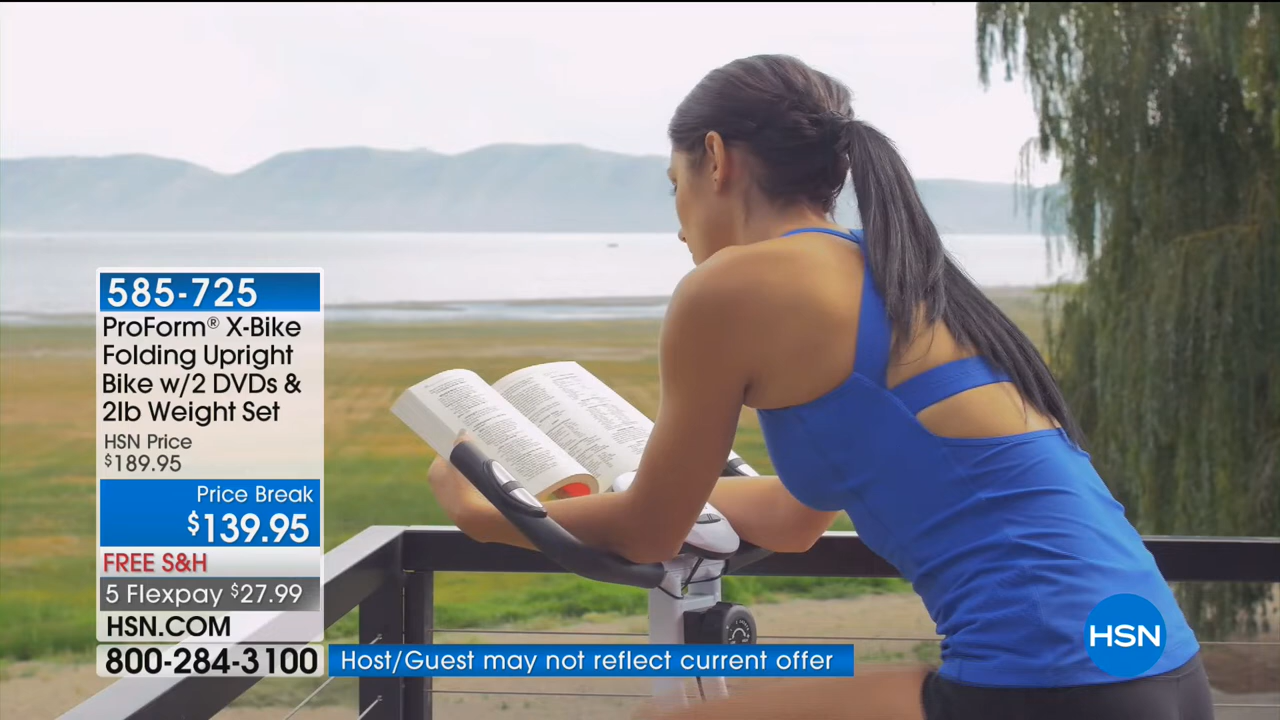 585-725
ProForm® X-Bike
Folding Upright
Bike w/2 DVDs &
2lb Weight Set
HSN Price
$189.95
Price Break
$139.95
FREE S&H
5 Flexpay $27.99
HSN.COM
800-284-3100
Host/Guest may not reflect current offer
HSN